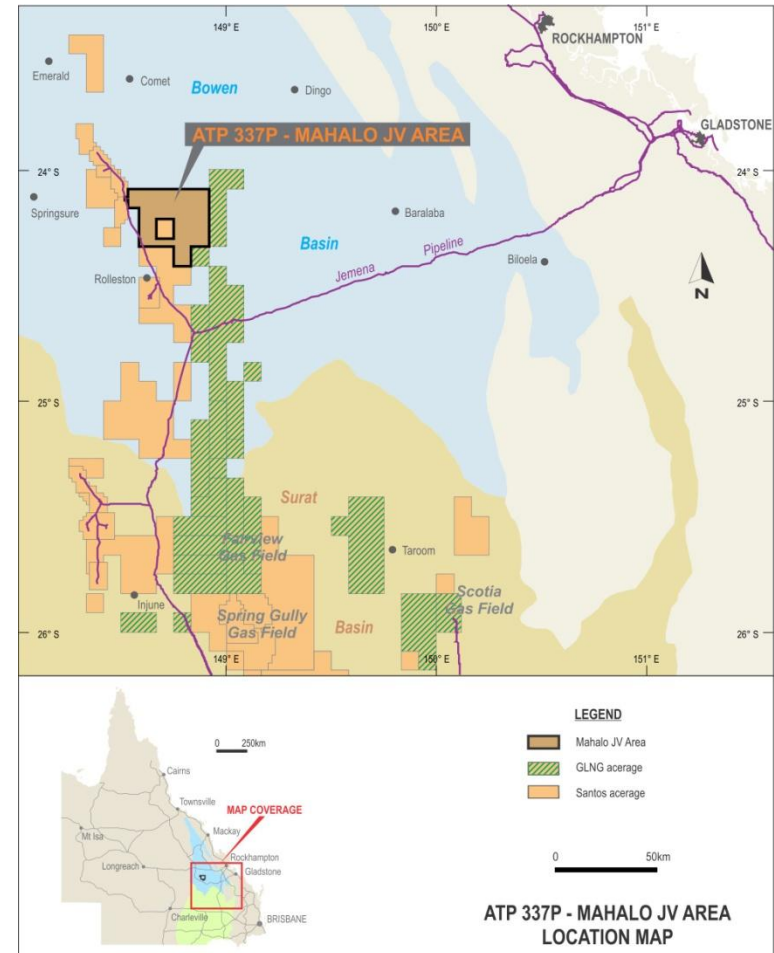 149° E
150° E
151° E
ROCKHAMPTON
Emerald
Comet
Bowen
Dingo
GLADSTONE
ATP 337P - MAHALO JV AREA
24° S
24° S
Springsure
Baralaba
Basin
Pipeline
Biloela
Jemena
Rolleston
N
25° S
25° S
Surat
Fairview
Gas Field
Taroom
Injune
Scotia
Gas Field
Spring Gully
Gas Field
Basin
26° S
26° S
149° E
150° E
151° E
LEGEND
Mahalo JV Area
GLNG acerage
Santos acerage
0 50km
ATP 337P - MAHALO JV AREA
LOCATION MAP
0 250km
Cairns
Townsville
MAP COVERAGE
Mt Isa
Mackay
Longreach
Rockhampton
Gladstone
Charleville
BRISBANE